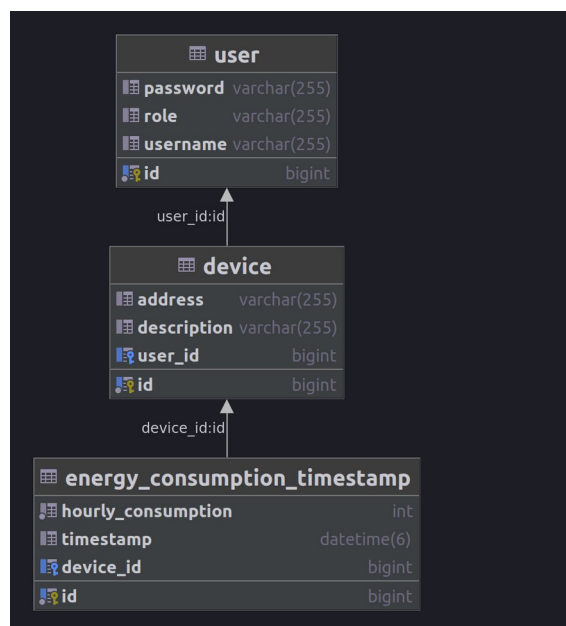 user
password varchar(255)
role varchar(255)
username varchar(255)
id bigint
user_id:id
device
address varchar(255)
description varchar(255)
user_id bigint
id bigint
device_id:id
energy_consumption_timestamp
hourly_consumption int
timestamp datetime(6)
device_id bigint
id bigint